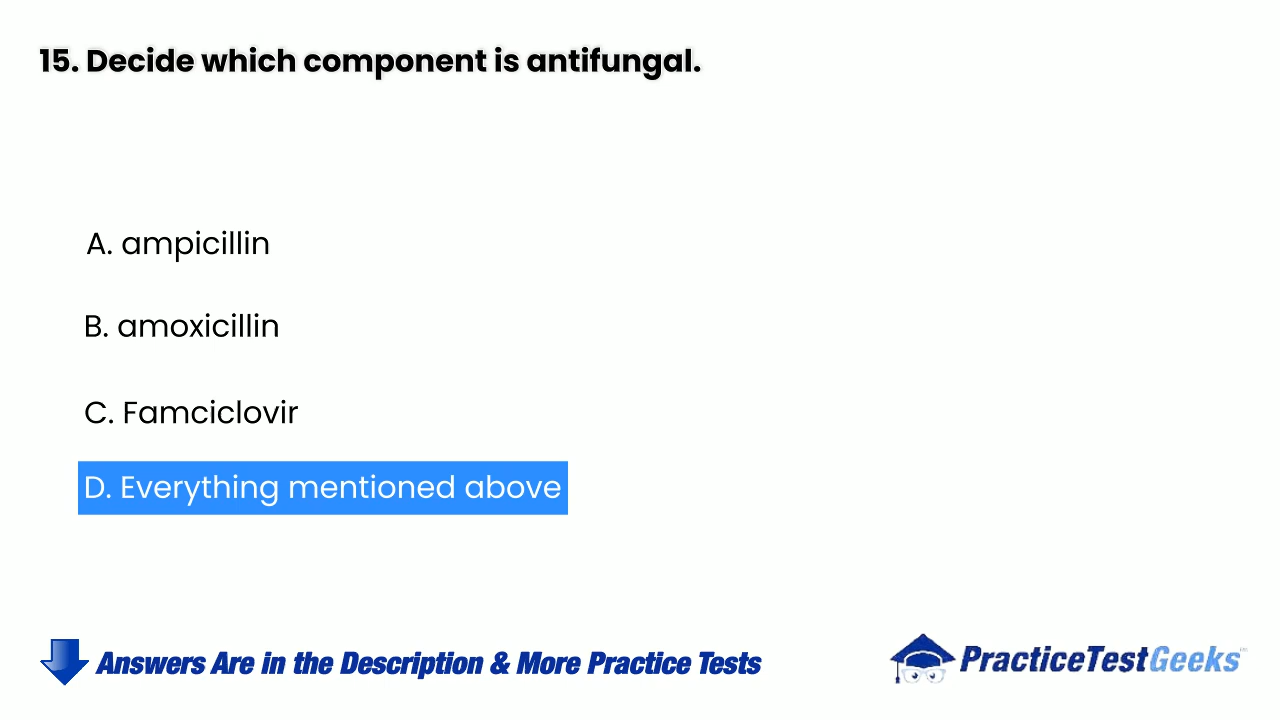 15. Decide which component is antifungal.
A. ampicillin
B. amoxicillin
C. Famciclovir
D. Everything mentioned above
Answers Are in the Description & More Practice Tests
PracticeTestGeeks